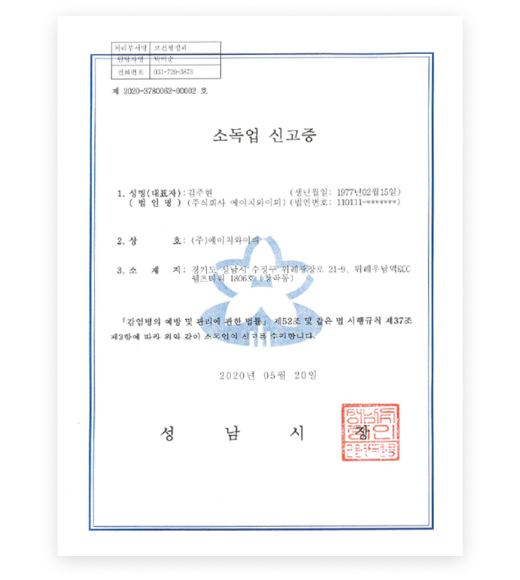 처리부서명 보건행정과
담당자명
전화번호 031-729-3873
제 2020-3780062-00002 호
소독업 신고증
1. 성명(대표자) : 김주현 (생년월일: 1977년02월15일)
( 법 인 명 ) (주식회사 에이치와이피) (법인번호: 110111-*******)
2. 상 호 : (주)에이치와이피
3. 소 재 지 : 경기도 성남시 수정구 위례광장로 21-9, 위례우남역KCC
웰츠타워 1806호 (창곡동)
「감염병의 예방 및 관리에 관한 법률」 제52조 및 같은 법 시행규칙 제37조
제3항에 따라 위와 같이 소독업의 신고를 수리합니다.
2020년 05월 20일
성 남 시 장